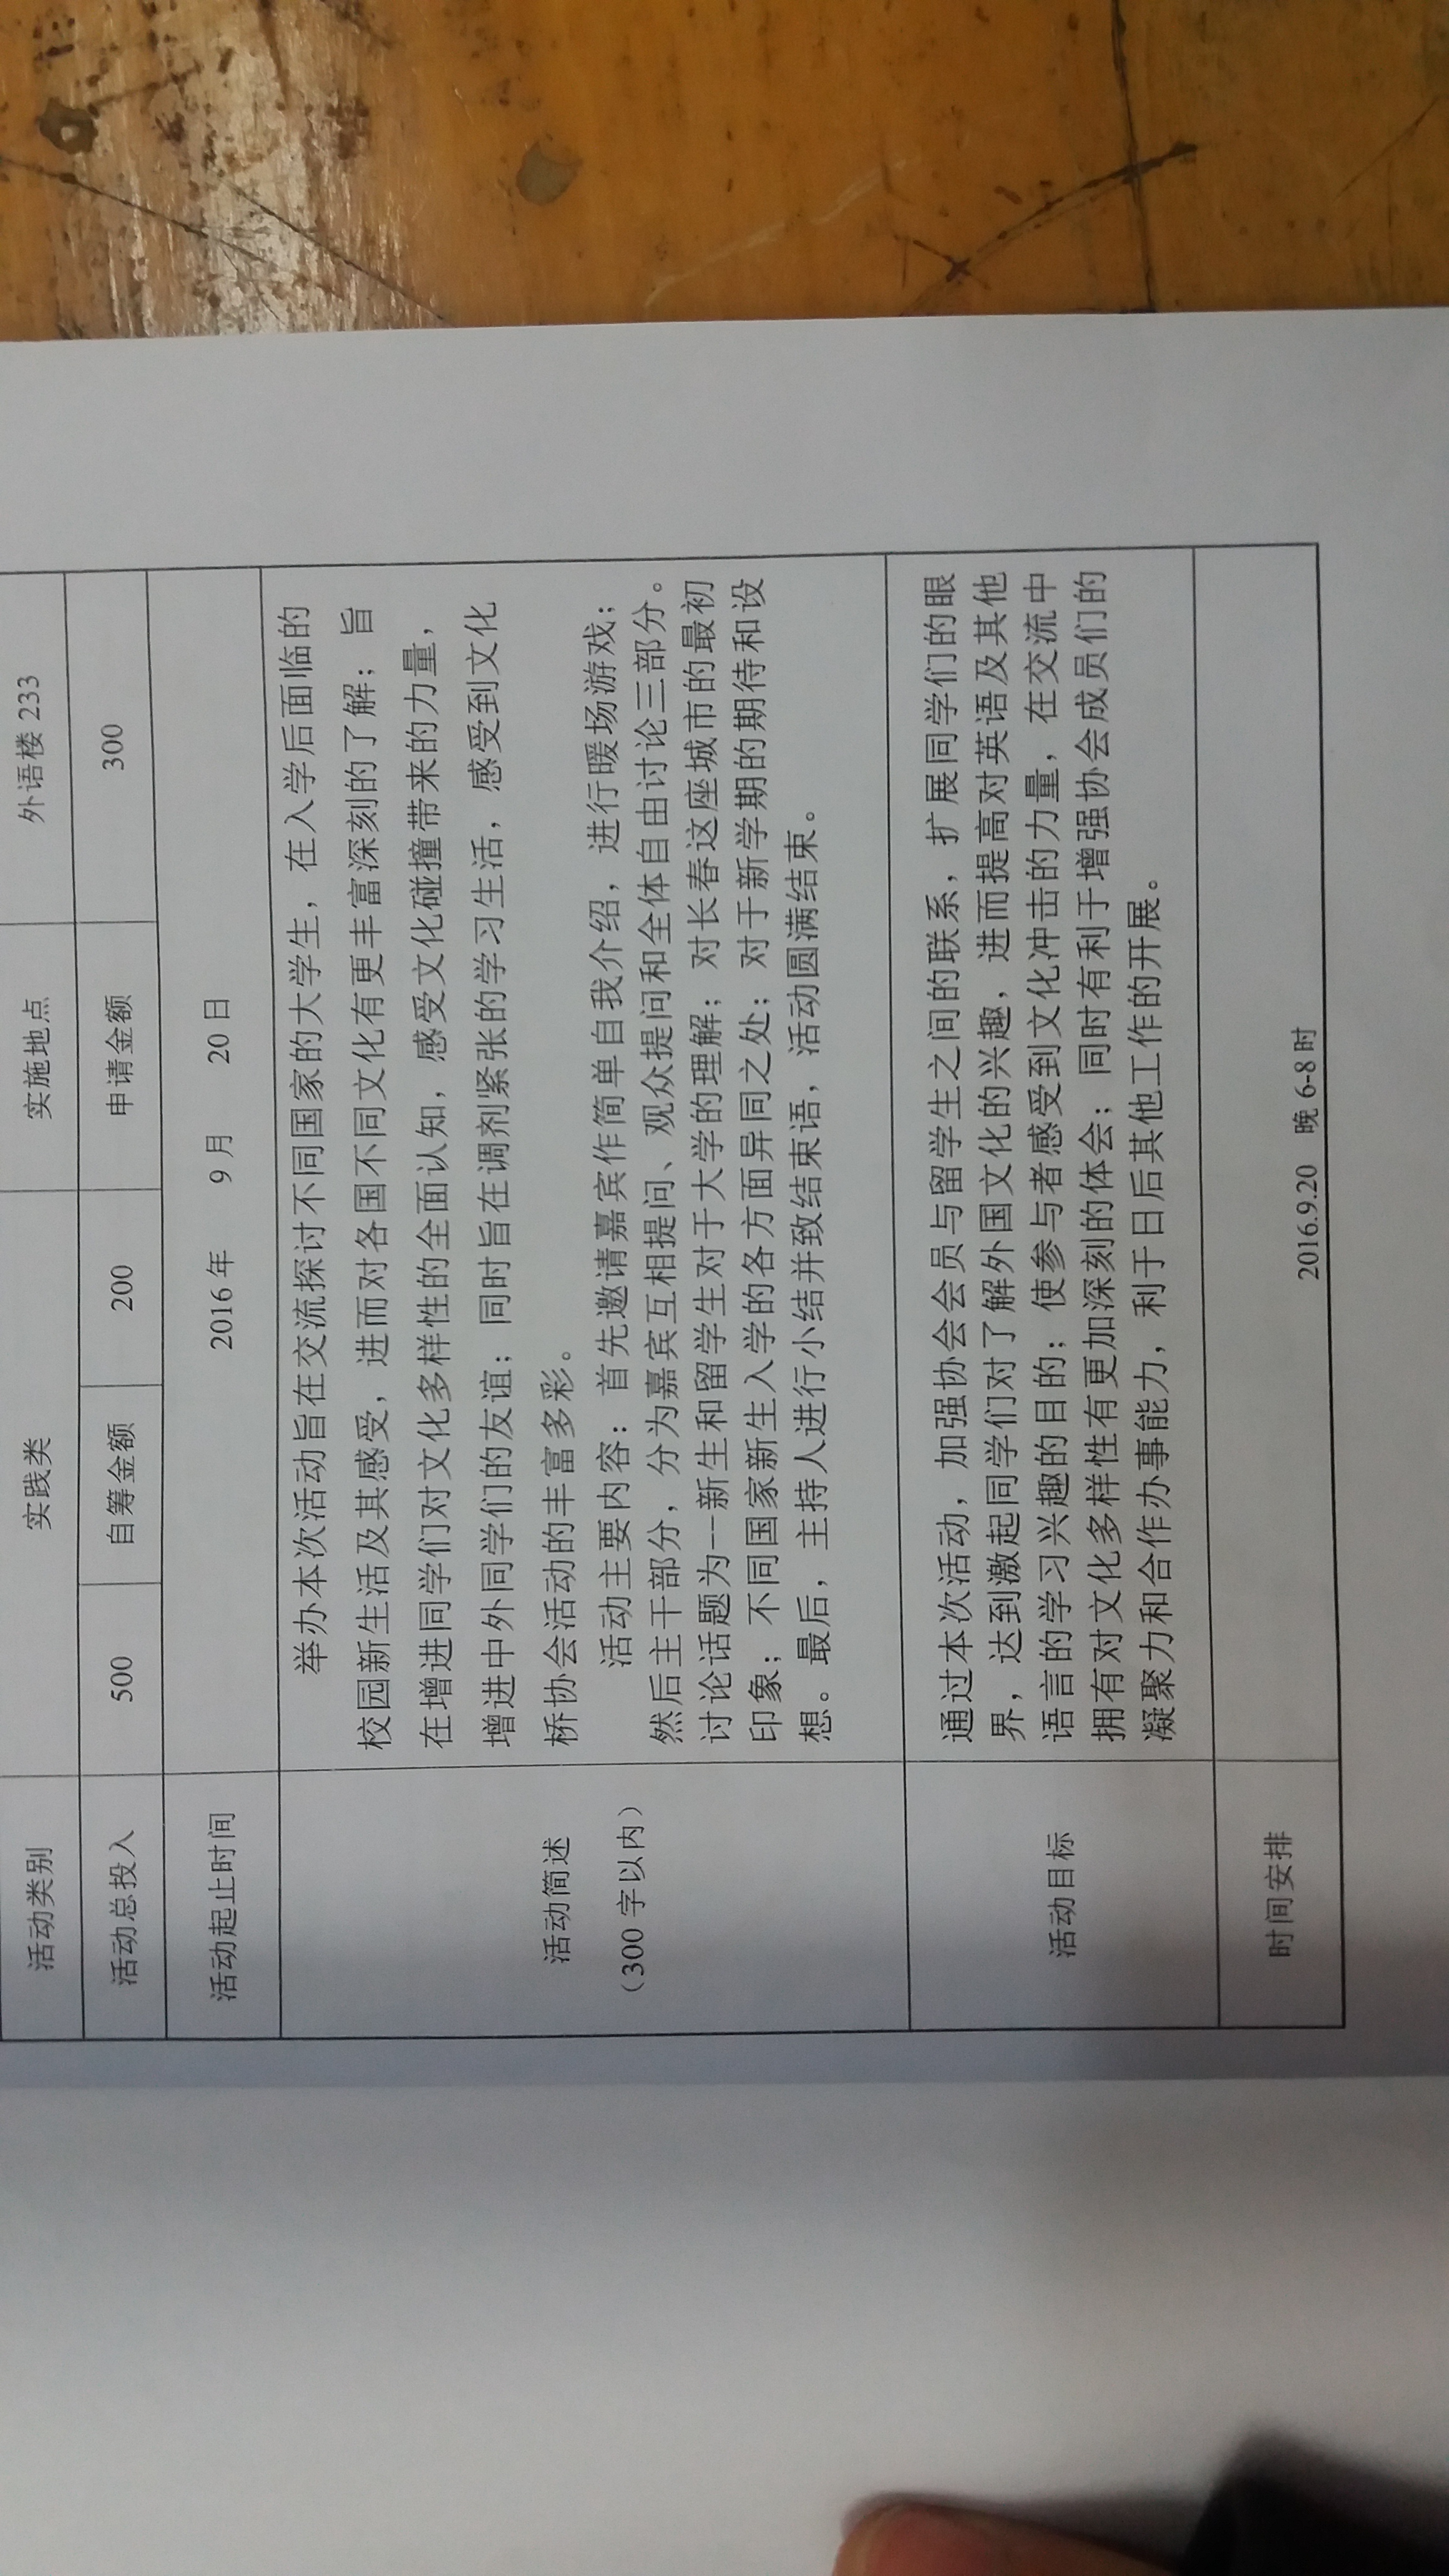 活动类别 实践类 实施地点 外语楼 233
活动总投入 500 自筹金额 200 申请金额 300
活动起止时间 2016 年 9 月 20 日
举办本次活动旨在交流探讨不同国家的大学生，在入学后面临的
校园新生活及其感受，进而对各国不同文化有更丰富深刻的了解；旨
在增进同学们对文化多样性的全面认知，感受文化碰撞带来的力量，
增进中外同学们的友谊；同时旨在调剂紧张的学习生活，感受到文化
桥协会活动的丰富多彩。
活动简述
（300 字以内）
活动主要内容：首先邀请嘉宾作简单自我介绍，进行暖场游戏；
然后主干部分，分为嘉宾互相提问、观众提问和全体自由讨论三部分。
讨论话题为--新生和留学生对于大学的理解；对长春这座城市的最初
印象；不同国家新生入学的各方面异同之处；对于新学期的期待和设
想。最后，主持人进行小结并致结束语，活动圆满结束。
活动目标
通过本次活动，加强协会会员与留学生之间的联系，扩展同学们的眼
界，达到激起同学们对了解外国文化的兴趣，进而提高对英语及其他
语言的学习兴趣的目的；使参与者感受到文化冲击的力量，在交流中
拥有对文化多样性有更加深刻的体会；同时有利于增强协会成员们的
凝聚力和合作办事能力，利于日后其他工作的开展。
时间安排
2016.9.20 晚 6-8 时